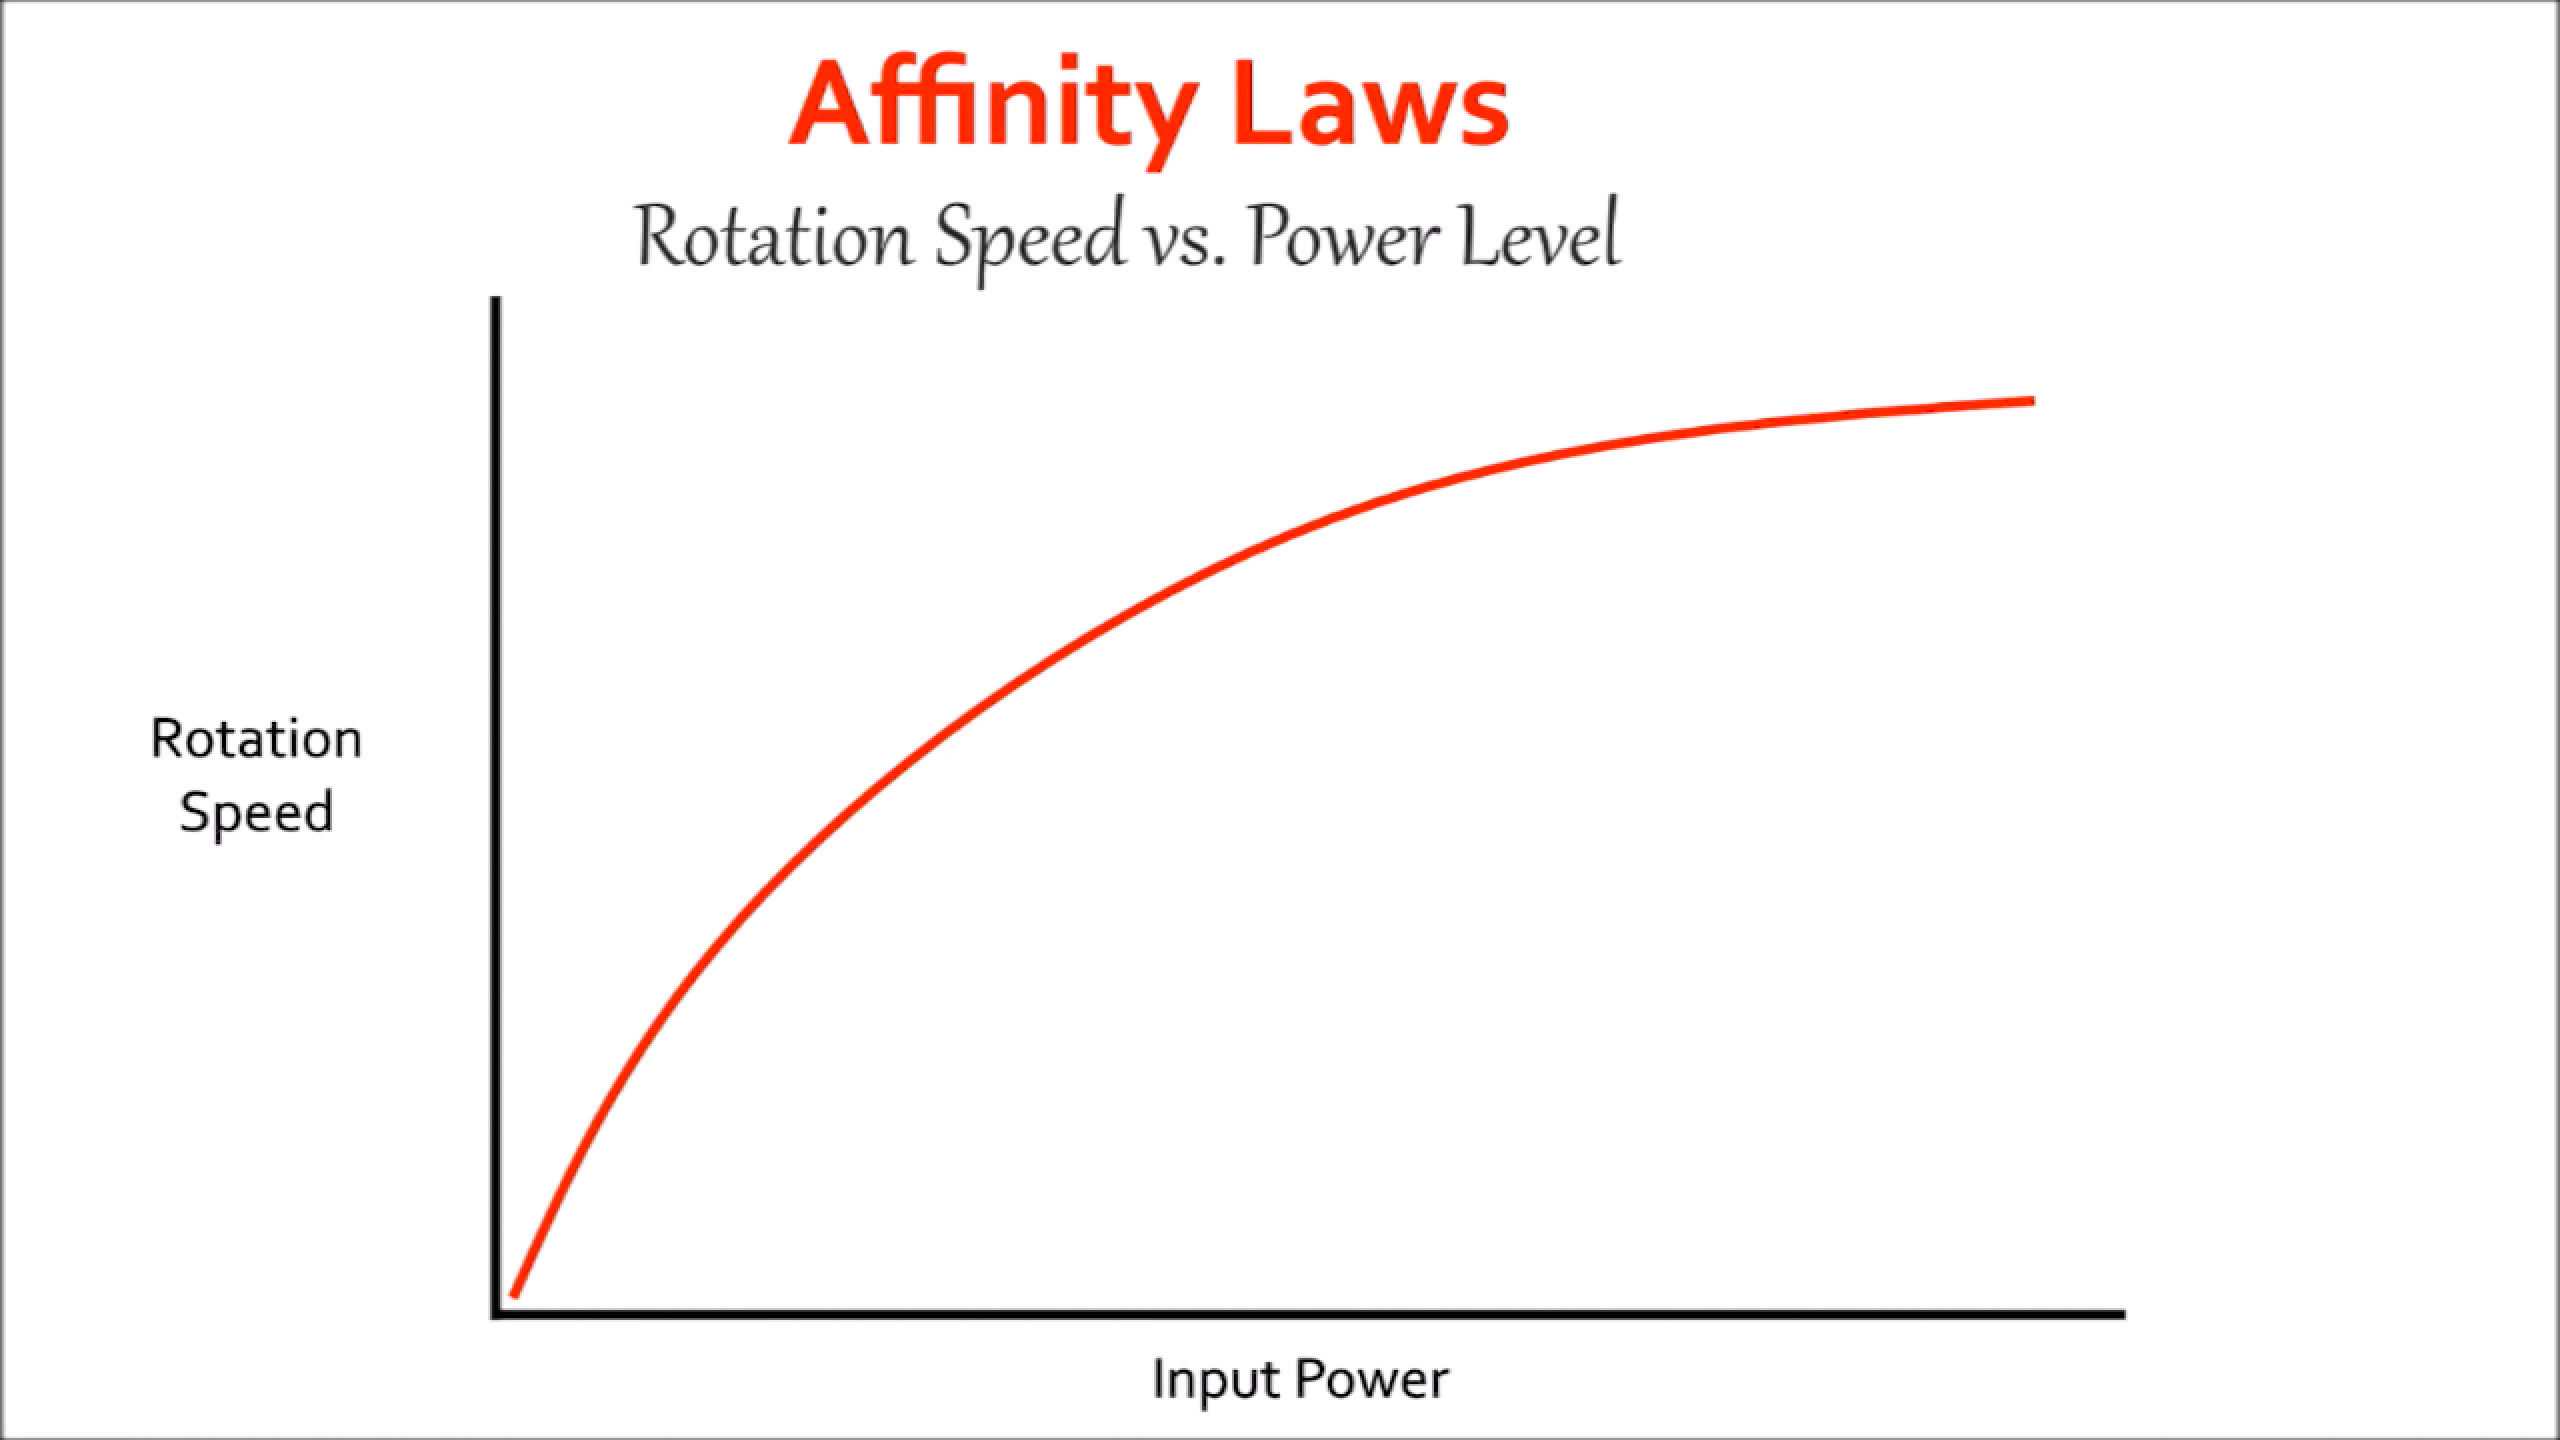 Affinity Laws
Rotation Speed vs. Power Level
Rotation
Speed
Input Power